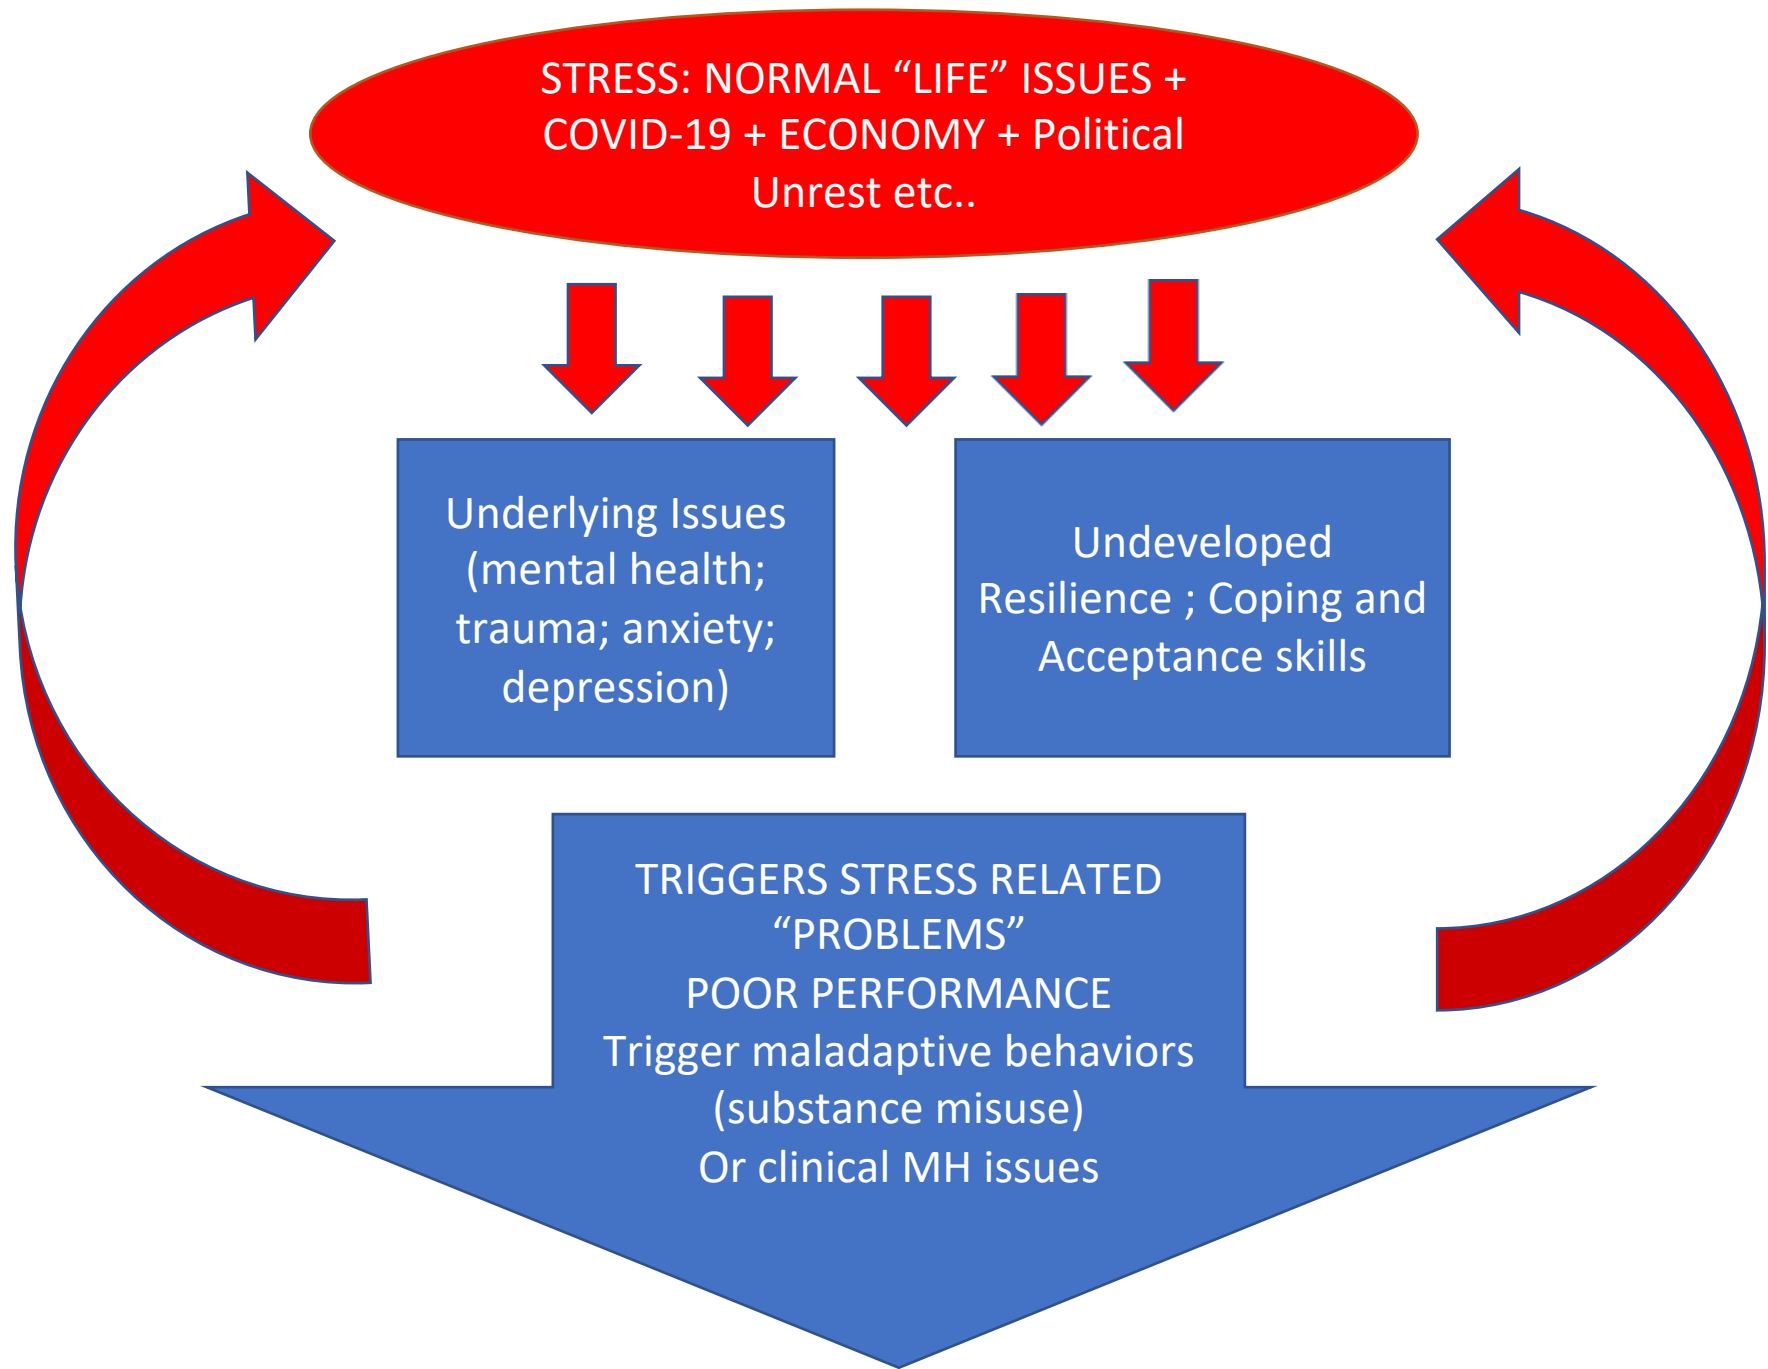 STRESS: NORMAL “LIFE” ISSUES +
COVID-19 + ECONOMY + Political
Unrest etc..
Underlying Issues
(mental health;
trauma; anxiety;
depression)
Undeveloped
Resilience ; Coping and
Acceptance skills
TRIGGERS STRESS RELATED
“PROBLEMS”
POOR PERFORMANCE
Trigger maladaptive behaviors
(substance misuse)
Or clinical MH issues